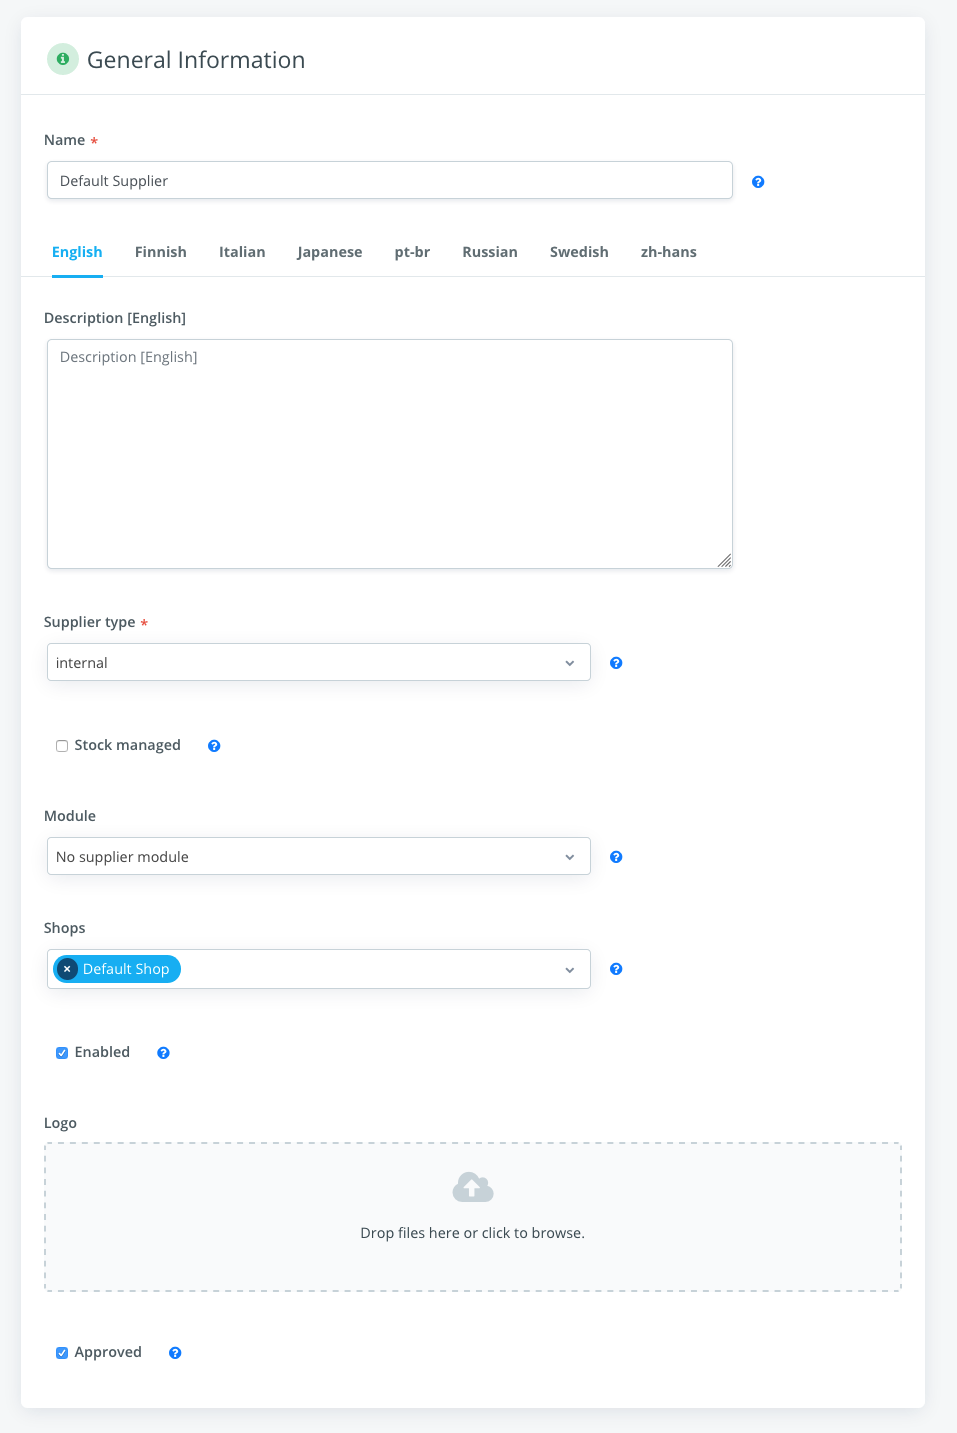 General Information
Name *
Default Supplier
English Finnish Italian Japanese pt-br Russian Swedish zh-hans
Description [English]
Description [English]
Supplier type *
internal
Stock managed
Module
No supplier module
Shops
× Default Shop
Enabled
Logo
Drop files here or click to browse.
Approved